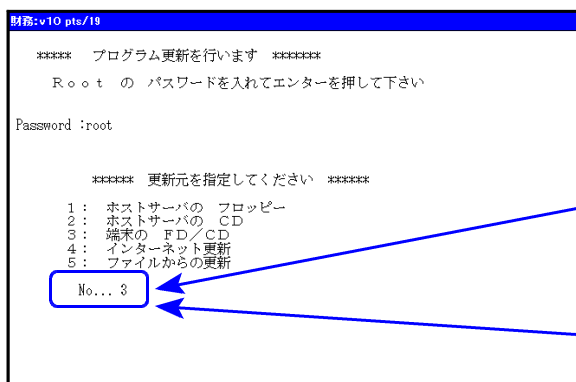 財務:v10 pts/19
***** プログラム更新を行います *******
Ｒｏｏｔ の パスワードを入れてエンターを押して下さい
Password :root
****** 更新元を指定してください ******
１： ホストサーバの フロッピー
２： ホストサーバの ＣＤ
３： 端末の ＦＤ／ＣＤ
４： インターネット更新
５： ファイルからの更新
No... 3